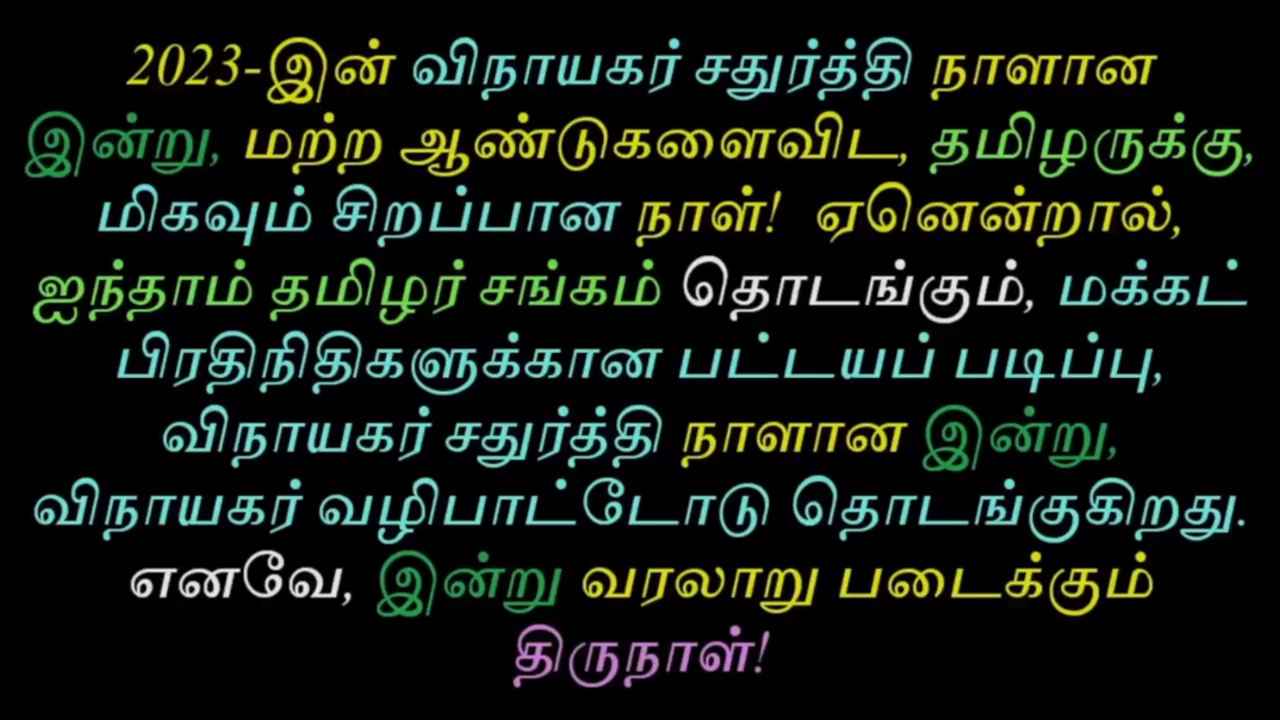 2023-இன் விநாயகர் சதுர்த்தி நாளான
இன்று, மற்ற ஆண்டுகளைவிட, தமிழருக்கு,
மிகவும் சிறப்பான நாள்! ஏனென்றால்,
ஐந்தாம் தமிழர் சங்கம் தொடங்கும், மக்கட்
பிரதிநிதிகளுக்கான பட்டயப் படிப்பு,
விநாயகர் சதுர்த்தி நாளான இன்று,
விநாயகர் வழிபாட்டோடு தொடங்குகிறது.
எனவே, இன்று வரலாறு படைக்கும்
திருநாள்!